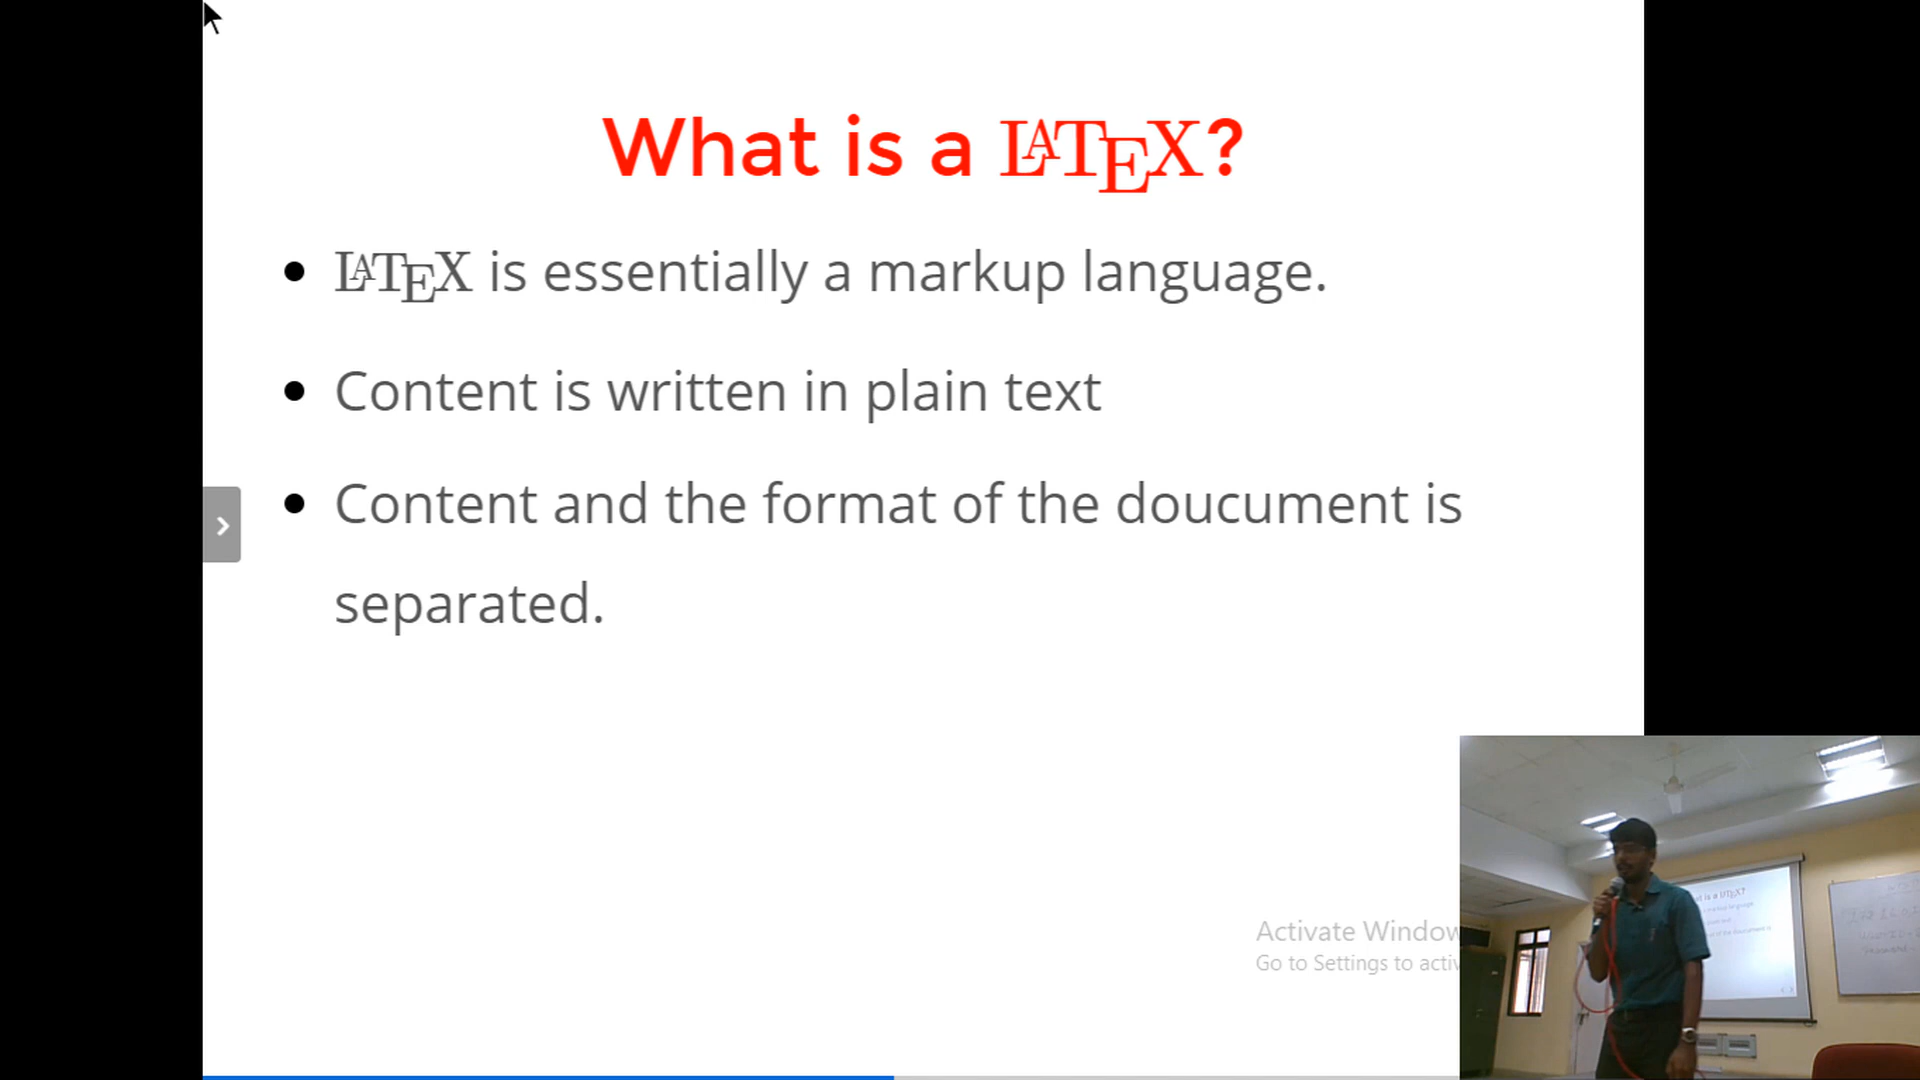 What is a LATEX?
• LATEX is essentially a markup language.
• Content is written in plain text
• Content and the format of the doucument is
separated.
Activate Window
Go to Settings to activ